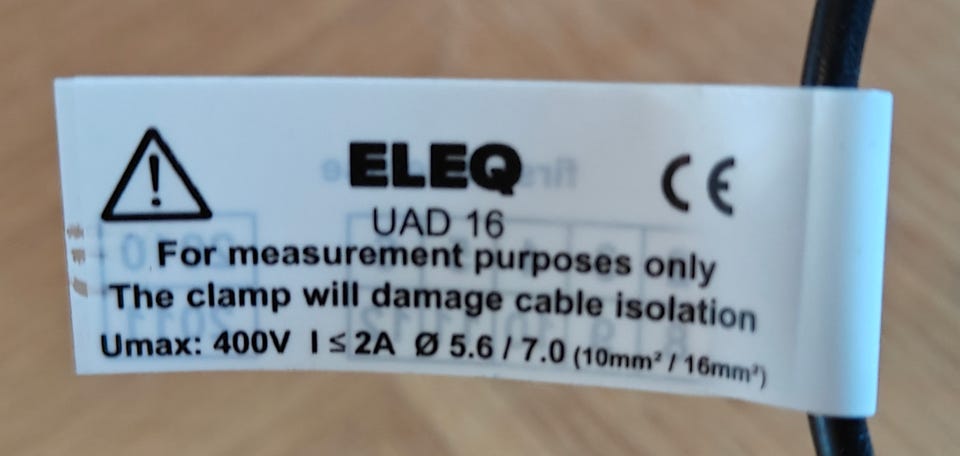 ELEQ
CE
UAD 16
For measurement purposes only
The clamp will damage cable isolation
Umax: 400V I ≤ 2A Ø 5.6 / 7.0 (10mm² / 16mm²)